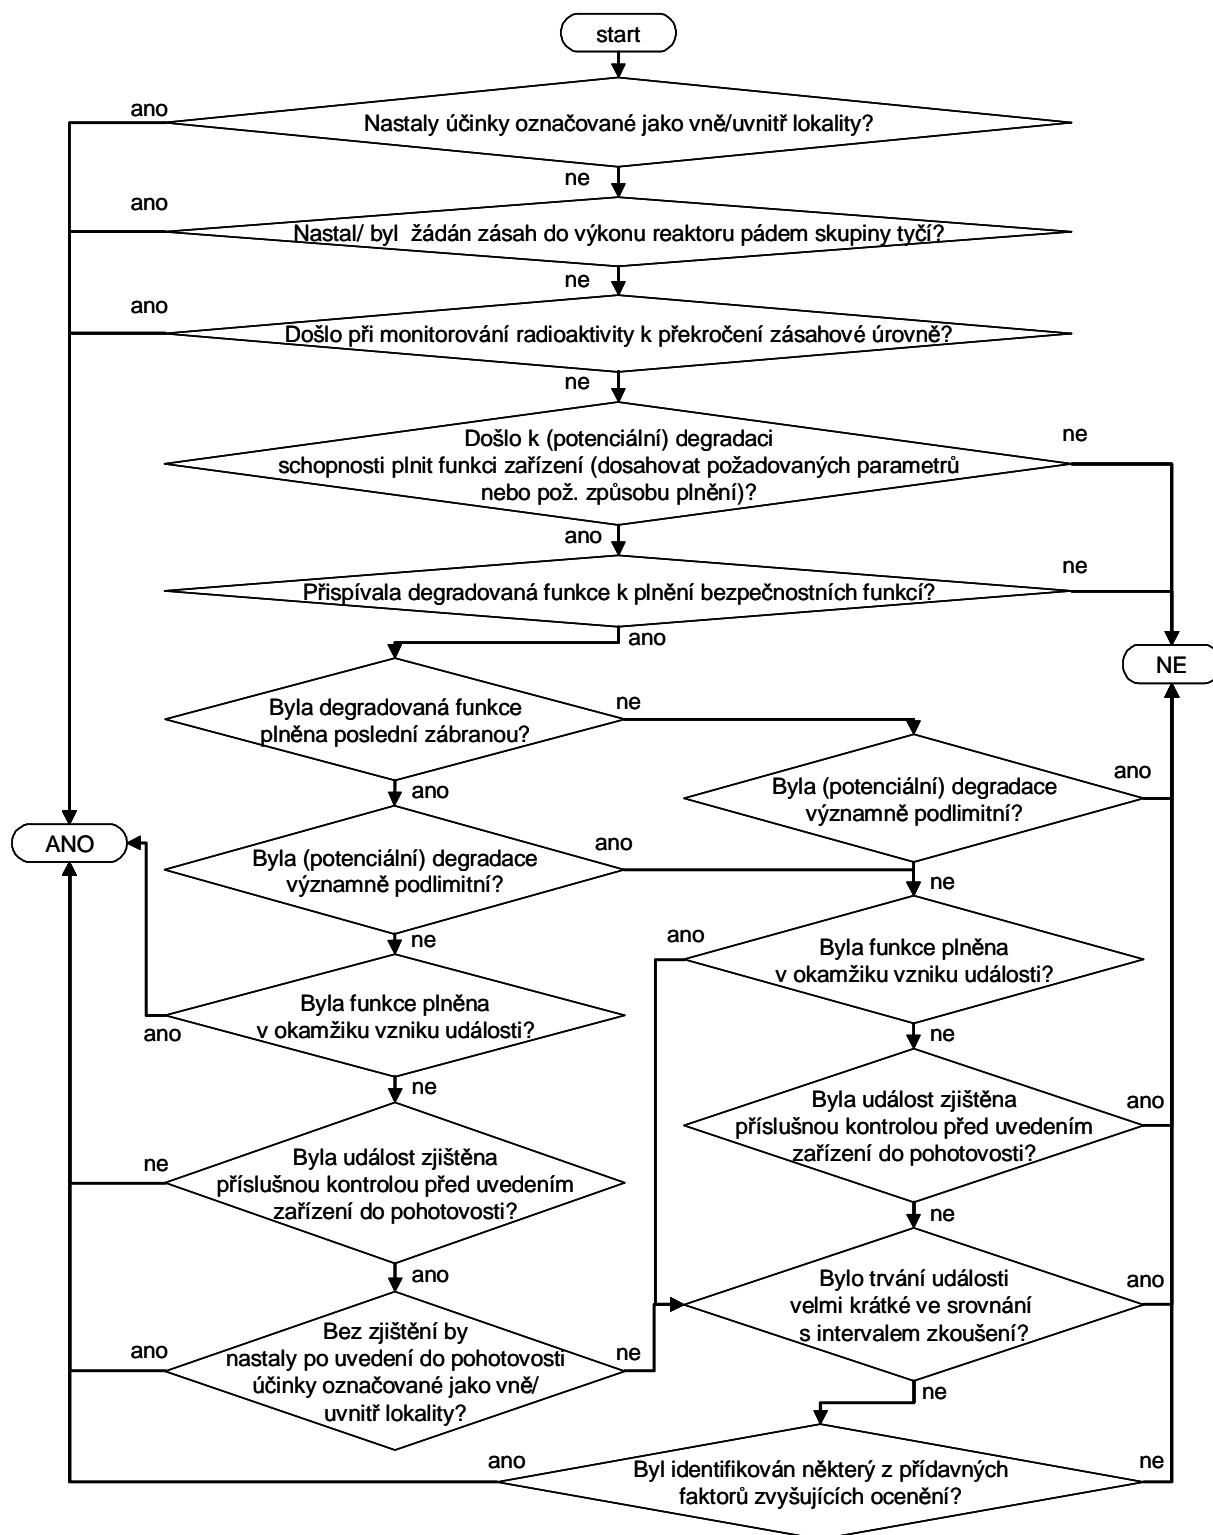 start
ano
Nastaly účinky označované jako vně/uvnitř lokality?
ne
ano
Nastal/ byl  žádán zásah do výkonu reaktoru pádem skupiny tyčí?
ne
ano
Došlo při monitorování radioaktivity k překročení zásahové úrovně?
ne
Došlo k (potenciální) degradaci
schopnosti plnit funkci zařízení (dosahovat požadovaných parametrů
nebo pož. způsobu plnění)?
ne
ano
Přispívala degradovaná funkce k plnění bezpečnostních funkcí?
ne
ano
NE
Byla degradovaná funkce
plněna poslední zábranou?
ne
ano
Byla (potenciální) degradace
významně podlimitní?
ano
ne
ANO
Byla (potenciální) degradace
významně podlimitní?
ano
ne
Byla funkce plněna
v okamžiku vzniku události?
ano
ne
Byla funkce plněna
v okamžiku vzniku události?
ano
ne
Byla událost zjištěna
příslušnou kontrolou před uvedením
zařízení do pohotovosti?
ano
ne
Byla událost zjištěna
příslušnou kontrolou před uvedením
zařízení do pohotovosti?
ne
ano
Bylo trvání události
velmi krátké ve srovnání
s intervalem zkoušení?
ano
ne
Bez zjištění by
nastaly po uvedení do pohotovosti
účinky označované jako vně/
uvnitř lokality?
ano
ne
Byl identifikován některý z přídavných
faktorů zvyšujících ocenění?
ano
ne